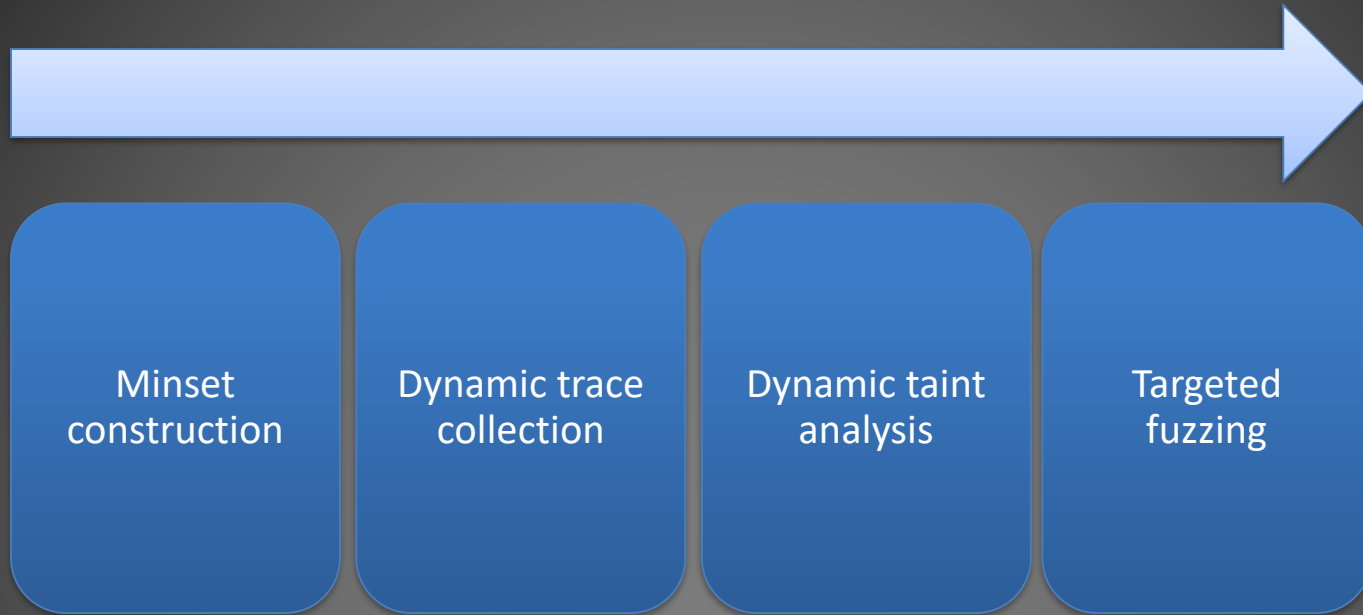 Minset
construction
Dynamic trace
collection
Dynamic taint
analysis
Targeted
fuzzing